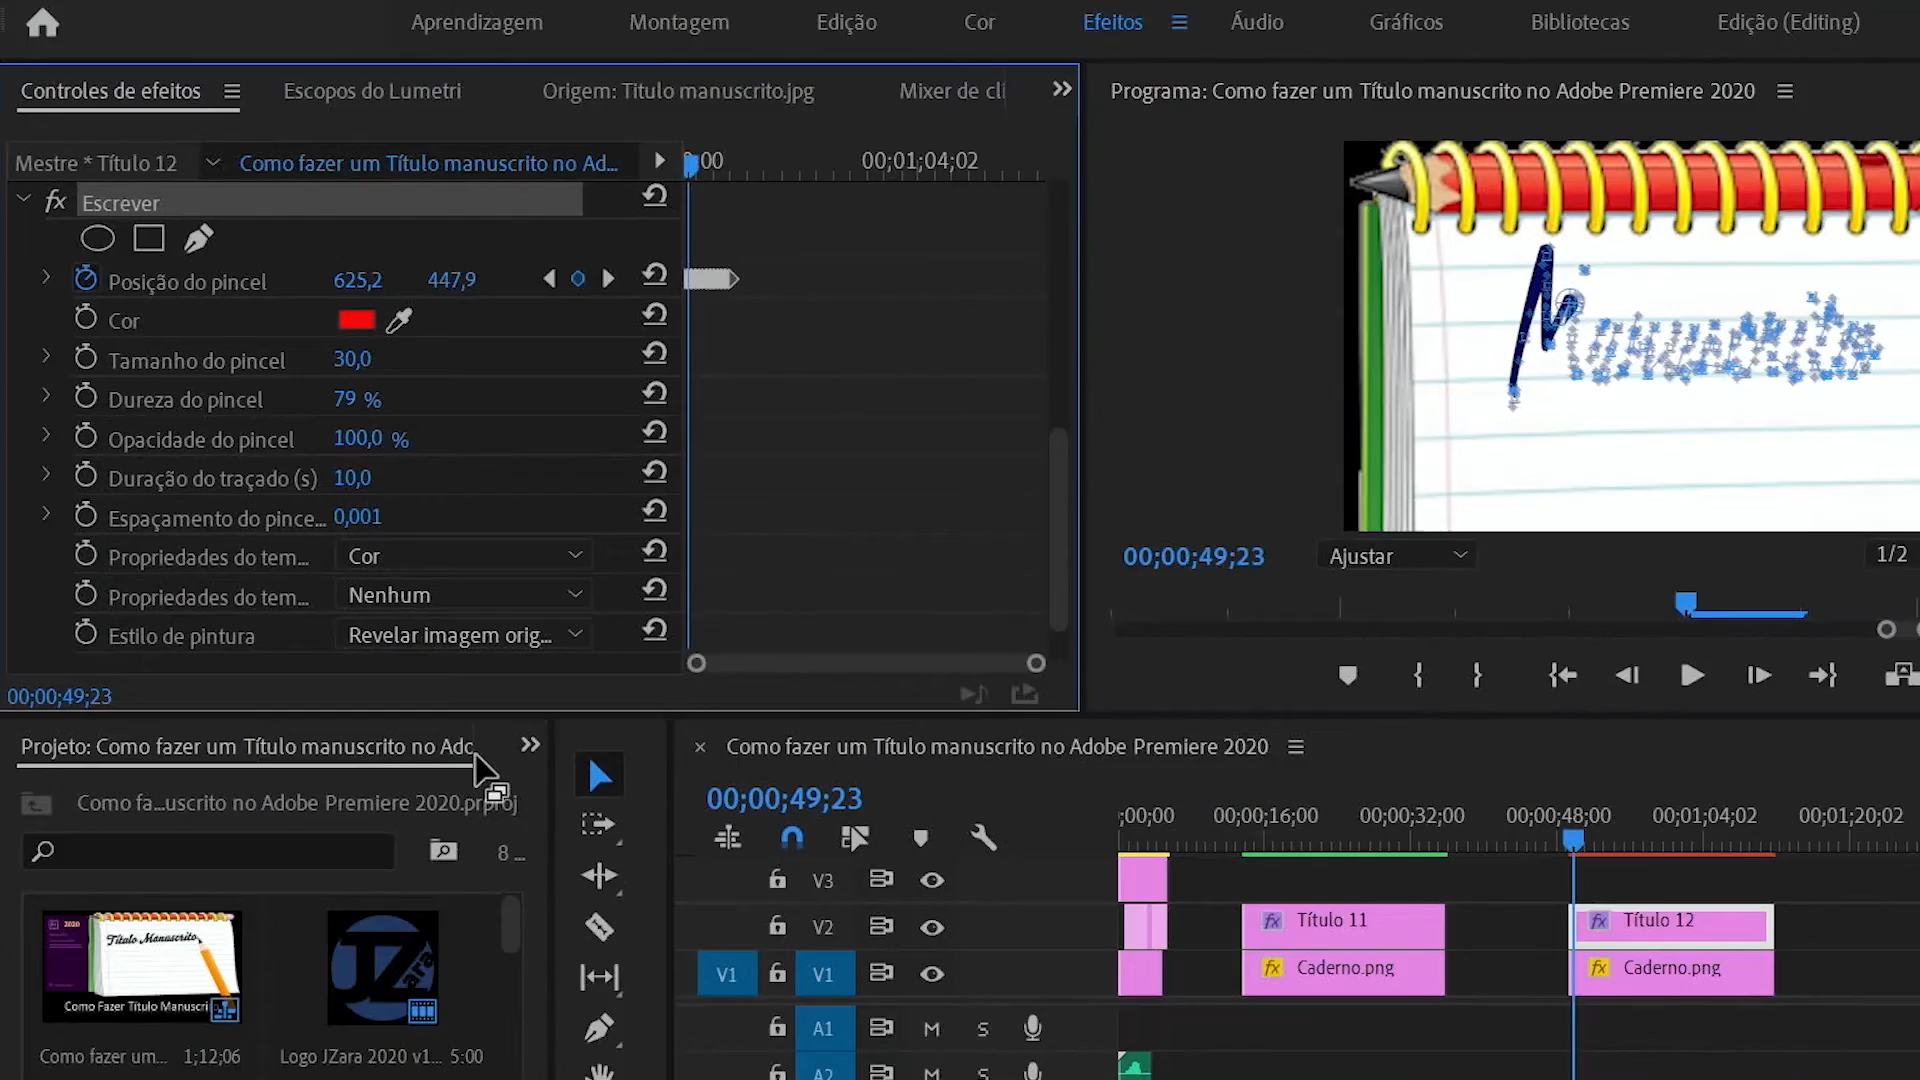 Aprendizagem Montagem Edição Cor Efeitos Áudio Gráficos Bibliotecas Edição (Editing)
Controles de efeitos Escopos do Lumetri Origem: Titulo manuscrito.jpg Mixer de cli
Mestre * Título 12 Como fazer um Título manuscrito no Ad... 00;01;04;02
fx Escrever
Posição do pincel 625,2 447,9
Cor
Tamanho do pincel 30,0
Dureza do pincel 79 %
Opacidade do pincel 100,0 %
Duração do traçado (s) 10,0
Espaçamento do pince... 0,001
Propriedades do tem... Cor
Propriedades do tem... Nenhum
Estilo de pintura Revelar imagem orig...
00;00;49;23
Programa: Como fazer um Título manuscrito no Adobe Premiere 2020
00;00;49;23 Ajustar 1/2
Projeto: Como fazer um Título manuscrito no Adc
Como fa...uscrito no Adobe Premiere 2020.prproj
8 ...
2020
Título Manuscrito
Como Fazer Título Manuscri
JZara
Como fazer um... 1;12;06 Logo JZara 2020 v1... 5:00
× Como fazer um Título manuscrito no Adobe Premiere 2020
00;00;49;23
;00;00 00;00;16;00 00;00;32;00 00;00;48;00 00;01;04;02 00;01;20;02
V3
V2 fx Título 11 fx Título 12
V1 V1 fx Caderno.png fx Caderno.png
A1 M S
A2 M S